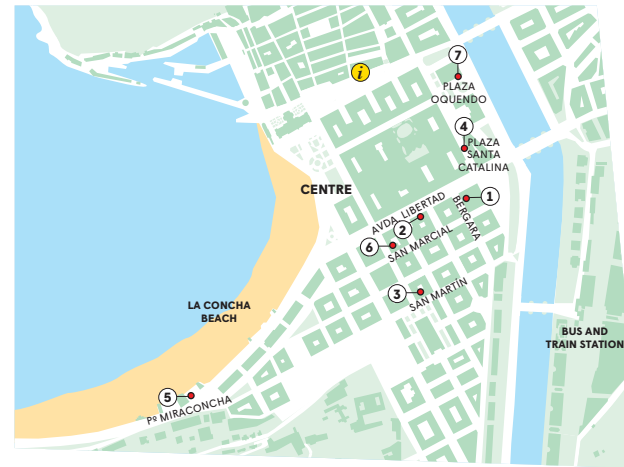 7
i
PLAZA
OQUENDO
4
PLAZA
SANTA
CATALINA
CENTRE
1
AVDA. LIBERTAD
BERGARA
2
SAN MARCIAL
6
3
SAN MARTÍN
LA CONCHA
BEACH
BUS AND
TRAIN STATION
5
Pº MIRACONCHA